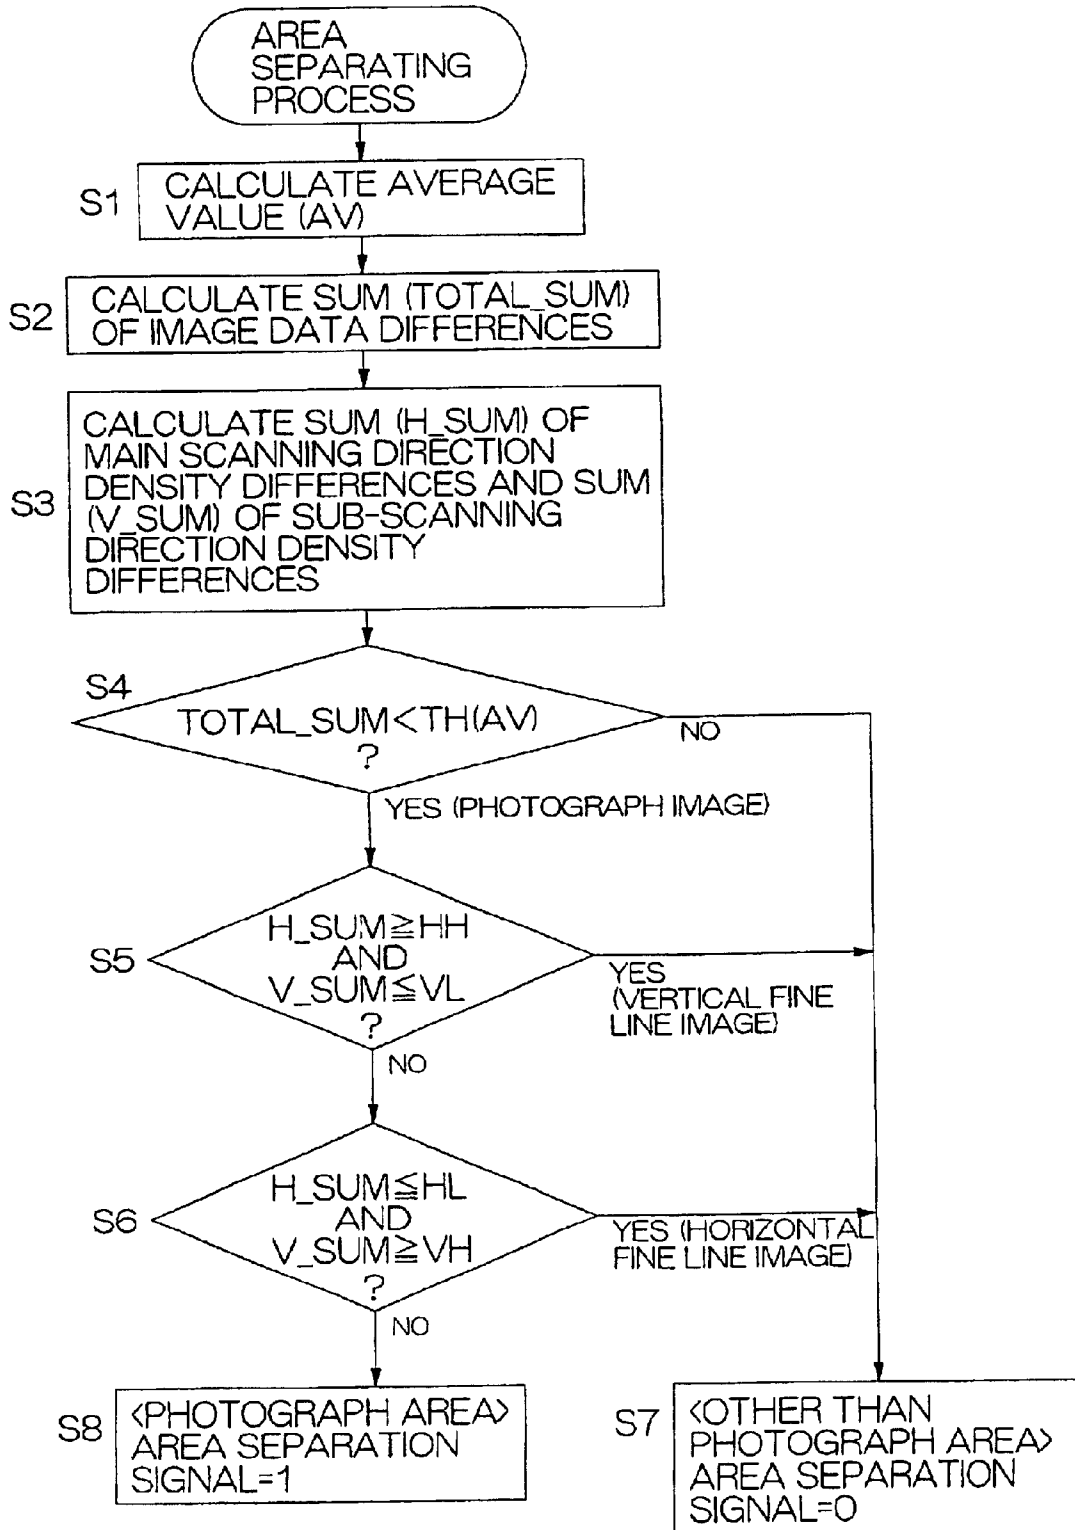 AREA
SEPARATING
PROCESS
S1
CALCULATE AVERAGE
VALUE (AV)
S2
CALCULATE SUM (TOTAL_SUM)
OF IMAGE DATA DIFFERENCES
S3
CALCULATE SUM (H_SUM) OF
MAIN SCANNING DIRECTION
DENSITY DIFFERENCES AND SUM
(V_SUM) OF SUB-SCANNING
DIRECTION DENSITY
DIFFERENCES
S4
TOTAL_SUM<TH(AV)
?
NO
YES (PHOTOGRAPH IMAGE)
S5
H_SUM≧HH
AND
V_SUM≦VL
?
YES
(VERTICAL FINE
LINE IMAGE)
NO
S6
H_SUM≦HL
AND
V_SUM≧VH
?
YES (HORIZONTAL
FINE LINE IMAGE)
NO
S8
<PHOTOGRAPH AREA>
AREA SEPARATION
SIGNAL=1
S7
<OTHER THAN
PHOTOGRAPH AREA>
AREA SEPARATION
SIGNAL=0